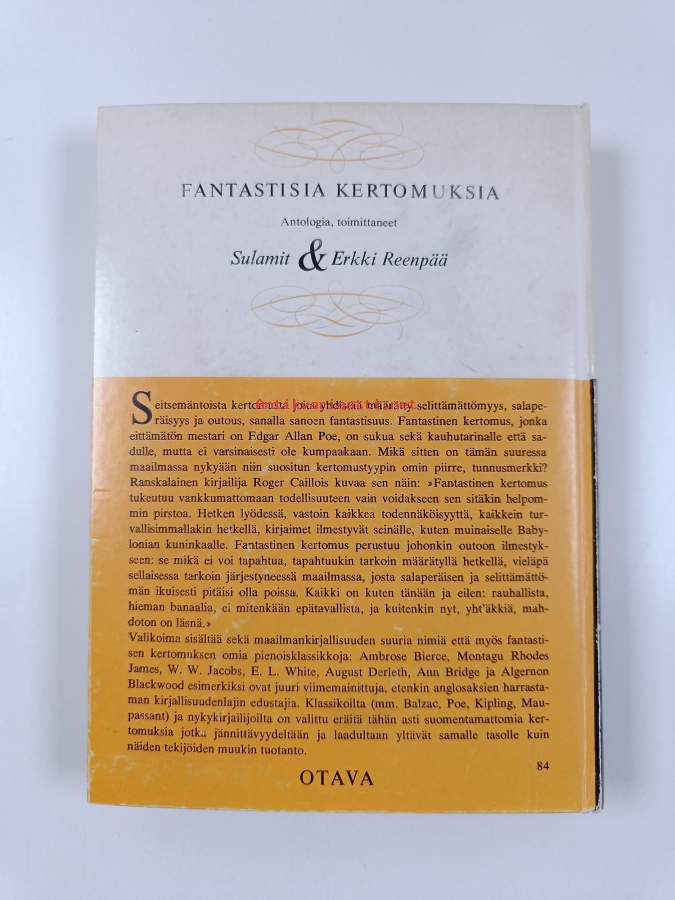 FANTASTISIA KERTOMUKSIA
Antologia, toimittaneet
Sulamit & Erkki Reenpää
Seitsemäntoista kertomusta joita yhdistää määrätty selittämättömyys, salape-
räisyys ja outous, sanalla sanoen fantastisuus. Fantastinen kertomus, jonka
eittämätön mestari on Edgar Allan Poe, on sukua sekä kauhutarinalle että sa-
dulle, mutta ei varsinaisesti ole kumpaakaan. Mikä sitten on tämän suuressa
maailmassa nykyään niin suositun kertomustyypin omin piirre, tunnusmerkki?
Ranskalainen kirjailija Roger Caillois kuvaa sen näin: »Fantastinen kertomus
tukeutuu vankkumattomaan todellisuuteen vain voidakseen sen sitäkin helpom-
min pirstoa. Hetken lyödessä, vastoin kaikkea todennäköisyyttä, kaikkein tur-
vallisimmallakin hetkellä, kirjaimet ilmestyvät seinälle, kuten muinaiselle Baby-
lonian kuninkaalle. Fantastinen kertomus perustuu johonkin outoon ilmestyk-
seen: se mikä ei voi tapahtua, tapahtuukin tarkoin määrätyllä hetkellä, vieläpä
sellaisessa tarkoin järjestyneessä maailmassa, josta salaperäisen ja selittämättö-
män ikuisesti pitäisi olla poissa. Kaikki on kuten tänään ja eilen: rauhallista,
hieman banaalia, ei mitenkään epätavallista, ja kuitenkin nyt, yht'äkkiä, mah-
doton on läsnä.»
Valikoima sisältää sekä maailmankirjallisuuden suuria nimiä että myös fantasti-
sen kertomuksen omia pienoisklassikkoja: Ambrose Bierce, Montagu Rhodes
James, W. W. Jacobs, E. L. White, August Derleth, Ann Bridge ja Algernon
Blackwood esimerkiksi ovat juuri viimemainittuja, etenkin anglosaksien harrasta-
man kirjallisuudenlajin edustajia. Klassikoilta (mm. Balzac, Poe, Kipling, Mau-
passant) ja nykykirjailijoilta on valittu eräitä tähän asti suomentamattomia ker-
tomuksia jotka jännittävyydeltään ja laadultaan yltävät samalle tasolle kuin
näiden tekijöiden muukin tuotanto.
84
OTAVA